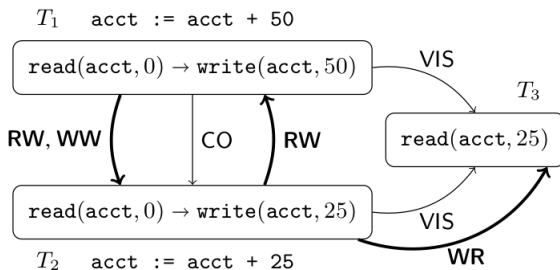 T₁ acct := acct + 50
read(acct, 0) → write(acct, 50)
VIS
T₃
RW, WW
CO
RW
read(acct, 25)
read(acct, 0) → write(acct, 25)
VIS
WR
T₂ acct := acct + 25